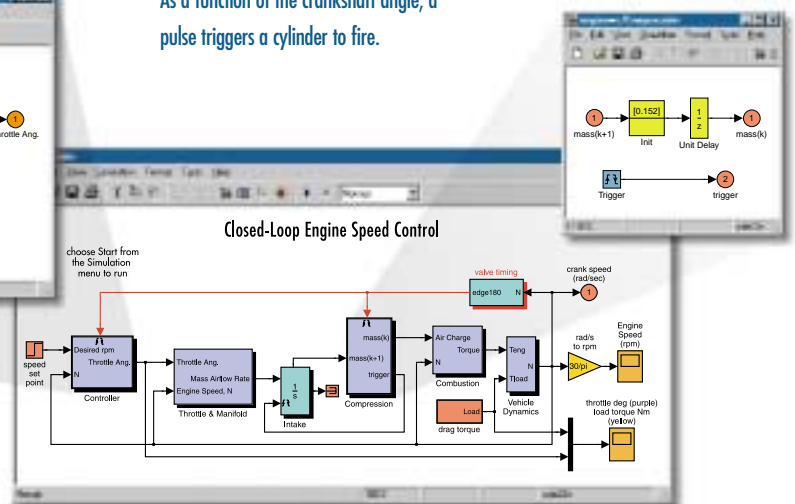 As a function of the crankshaft angle, a
pulse triggers a cylinder to fire.
1
[0.152]
1
z
1
mass(k+1)
Init
Unit Delay
mass(k)
2
Trigger
trigger
1
Closed-Loop Engine Speed Control
choose Start from
the Simulation
menu to run
valve timing
edge180
N
crank speed
(rad/sec)
1
speed
set
point
Desired rpm
Throttle Ang.
N
Controller
Throttle Ang.
Mass Airflow Rate
Engine Speed, N
Throttle & Manifold
1
s
Intake
mass(k)
mass(k+1)
trigger
Compression
Air Charge
Torque
N
Combustion
Teng
N
Tload
Vehicle
Dynamics
rad/s
to rpm
30/pi
Engine
Speed
(rpm)
Load
drag torque
throttle deg (purple)
load torque Nm
(yellow)